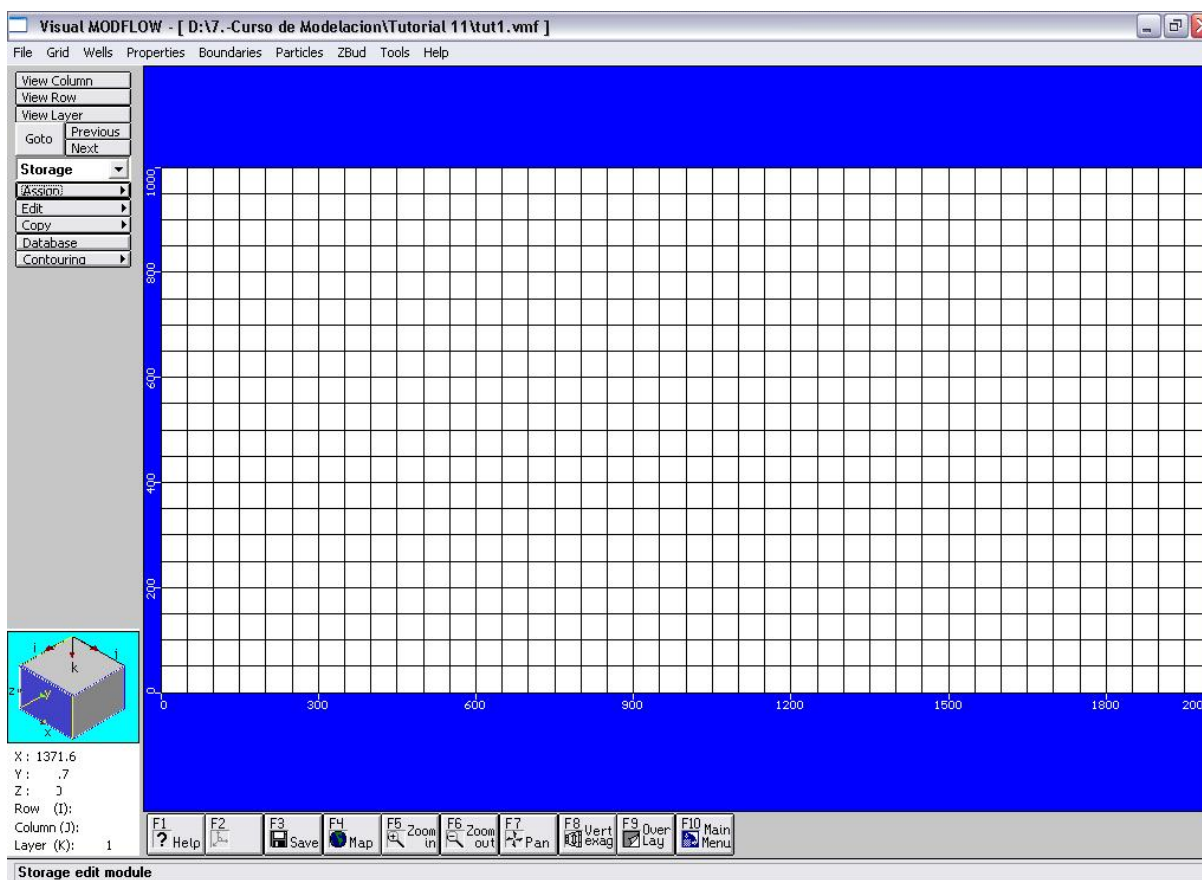 Visual MODFLOW - [ D:\7.-Curso de Modelacion\Tutorial 11\tut1.vmf ]
File Grid Wells Properties Boundaries Particles ZBud Tools Help
View Column
View Row
View Layer
Goto
Previous
Next
Storage
Assign
Edit
Copy
Database
Contouring
1000
800
600
400
200
0
0 300 600 900 1200 1500 1800 200
i
j
k
z
y
x
X : 1371.6
Y : .7
Z :
Row (I):
Column (J):
Layer (K): 1
F1 ? Help
F2
F3 Save
F4 Map
F5 Zoom in
F6 Zoom out
F7 Pan
F8 Vert exag
F9 Over Lay
F10 Main Menu
Storage edit module